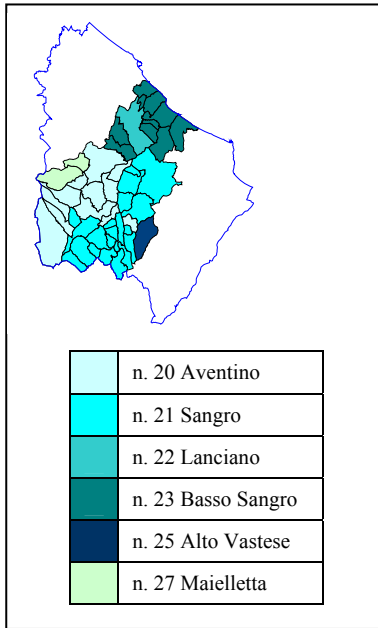 n. 20 Aventino
n. 21 Sangro
n. 22 Lanciano
n. 23 Basso Sangro
n. 25 Alto Vastese
n. 27 Maielletta